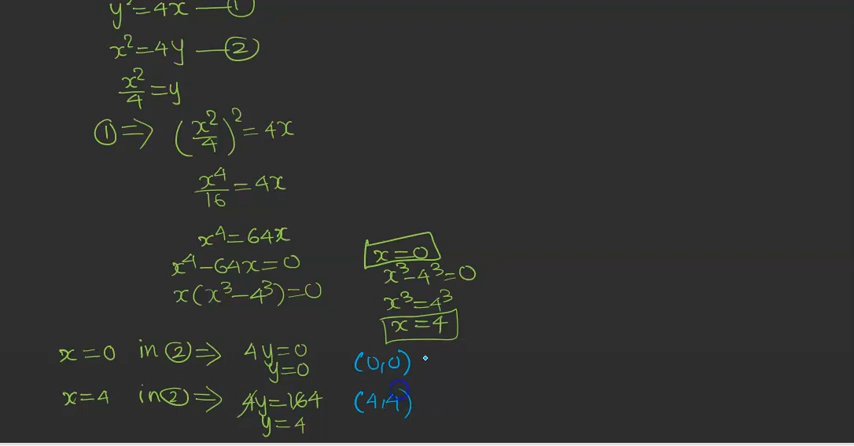 y²=4x —①
x²=4y —②
x²/4=y
①⇒ (x²/4)²=4x
x⁴/16=4x
x⁴=64x
x⁴-64x=0
x(x³-4³)=0
x=0
x³-4³=0
x³=4³
x=4
x=0 in ②⇒ 4y=0 (0,0)
y=0
x=4 in ②⇒ 4y=164 (4,4)
y=4